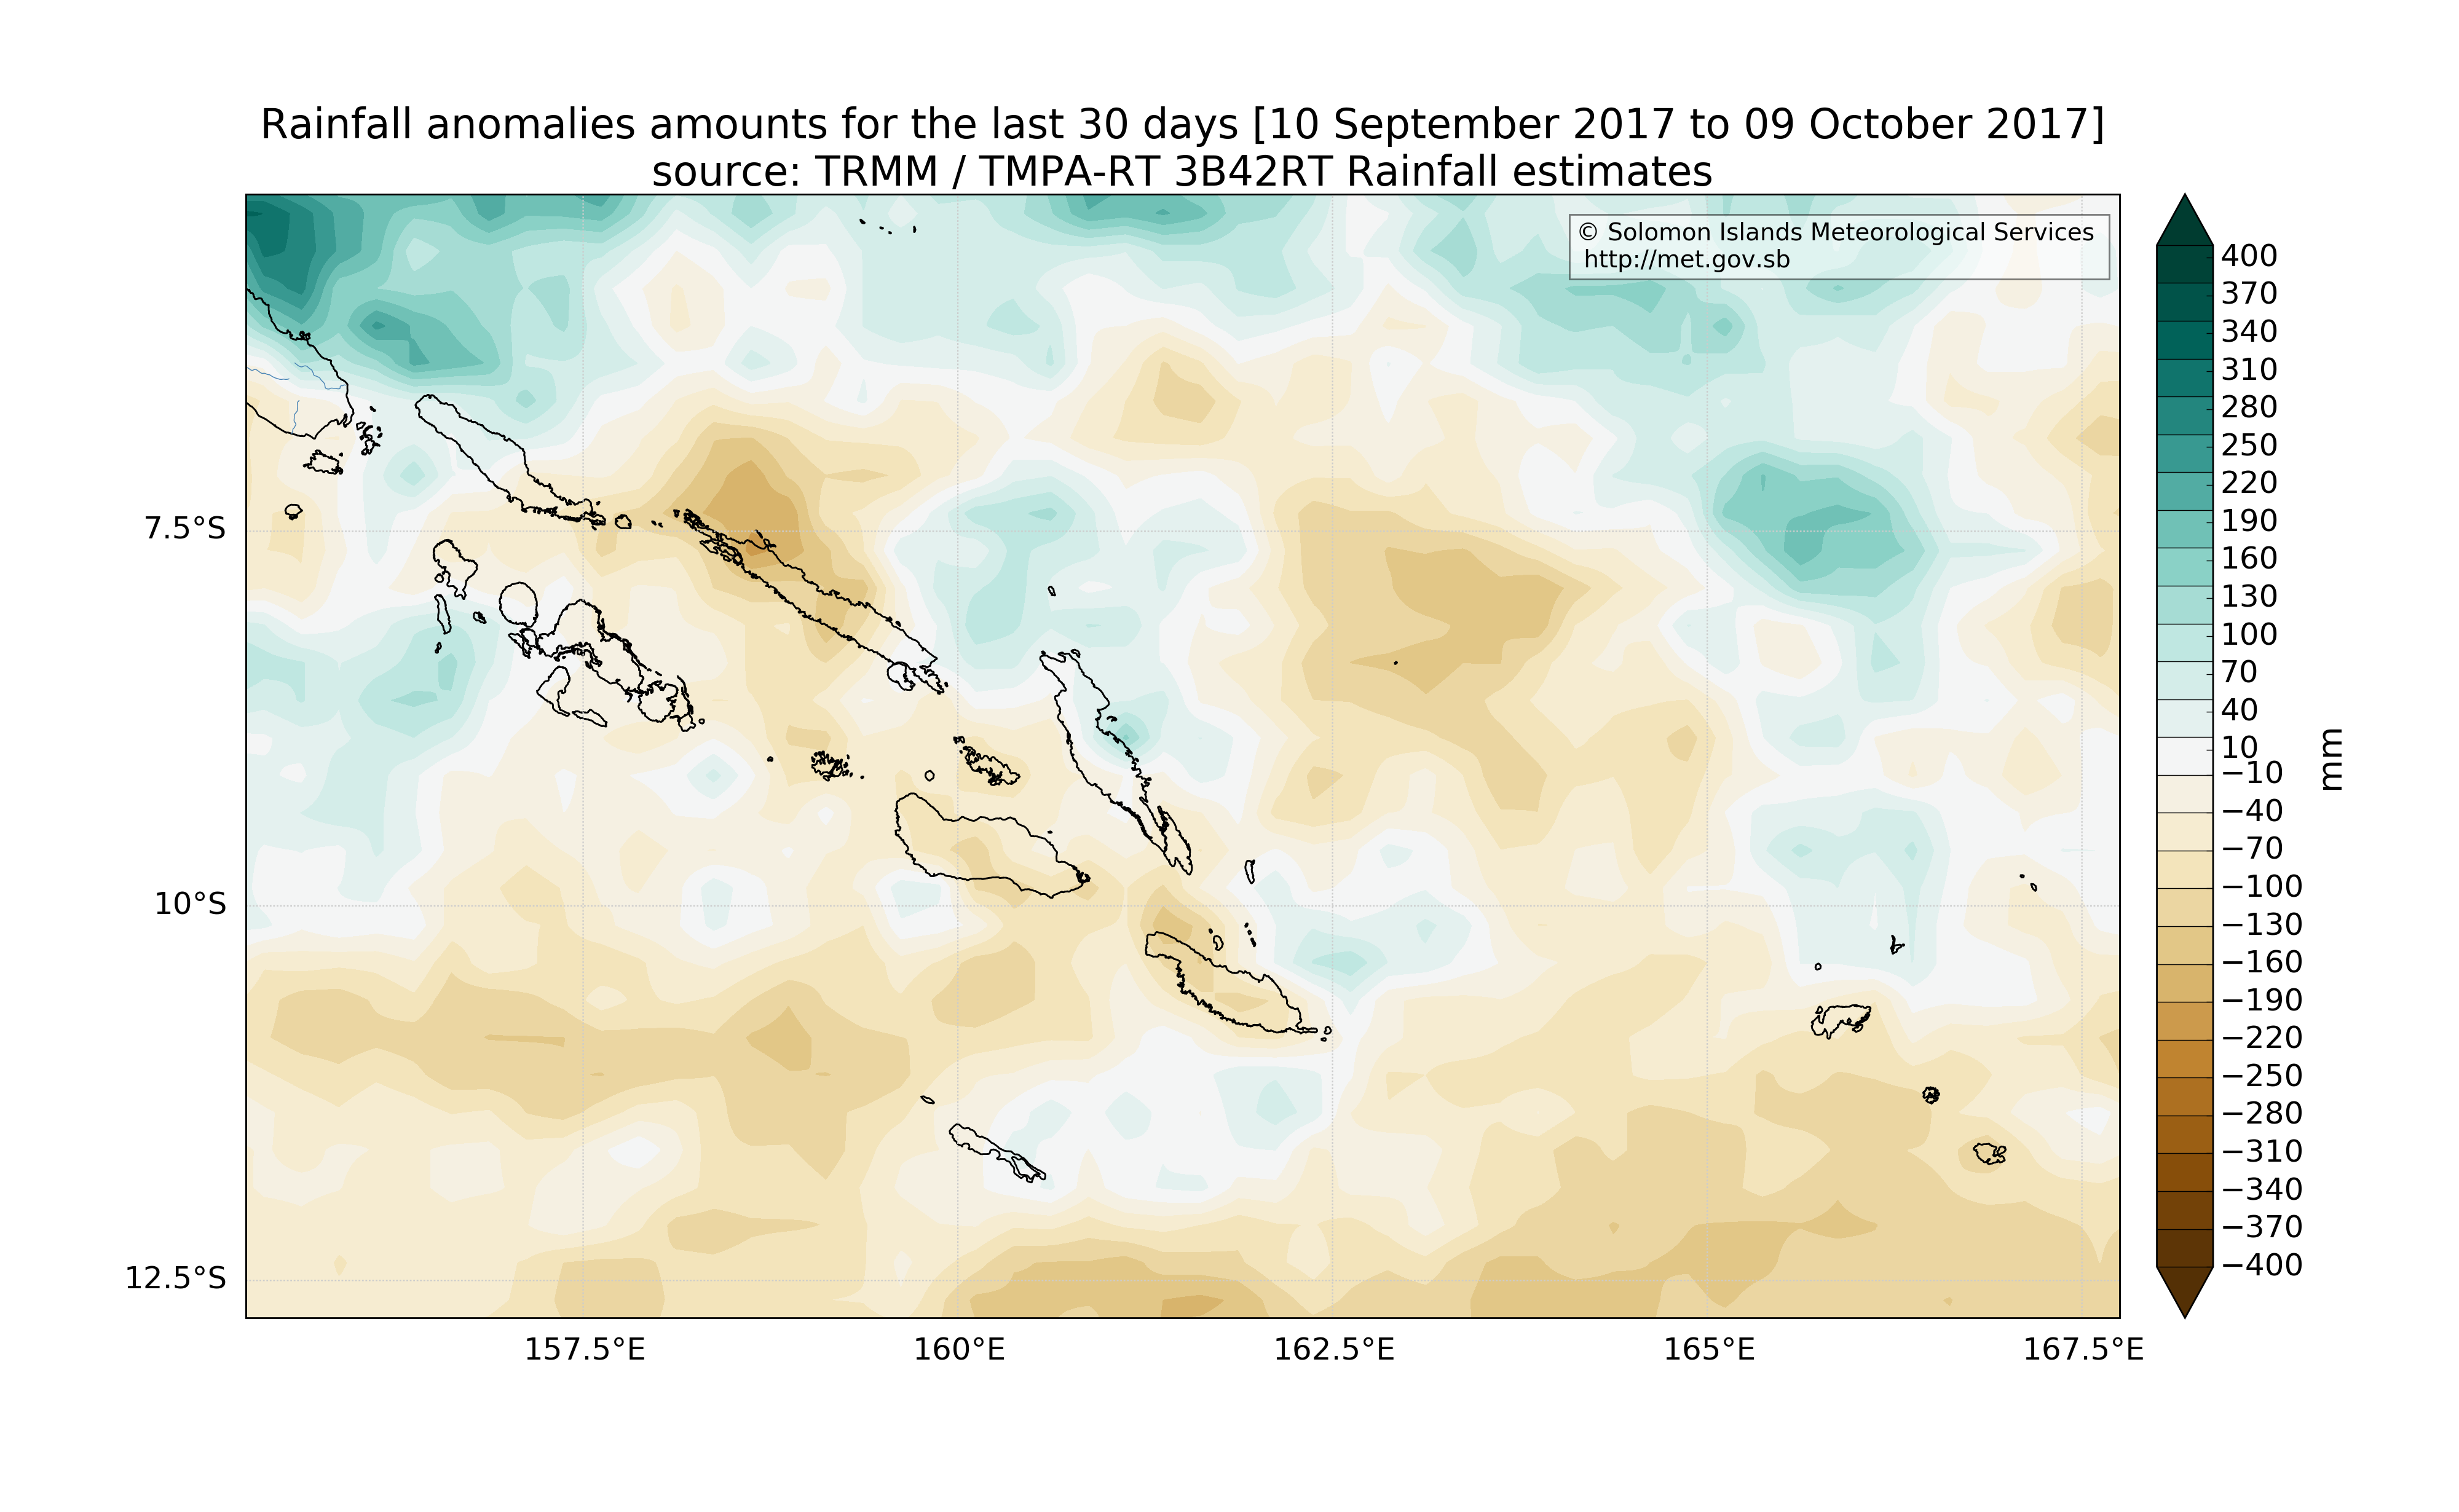 Rainfall anomalies amounts for the last 30 days [10 September 2017 to 09 October 2017]
source: TRMM / TMPA-RT 3B42RT Rainfall estimates
© Solomon Islands Meteorological Services
http://met.gov.sb
7.5°S
10°S
12.5°S
157.5°E
160°E
162.5°E
165°E
167.5°E
400
370
340
310
280
250
220
190
160
130
100
70
40
10
−10
−40
−70
−100
−130
−160
−190
−220
−250
−280
−310
−340
−370
−400
mm